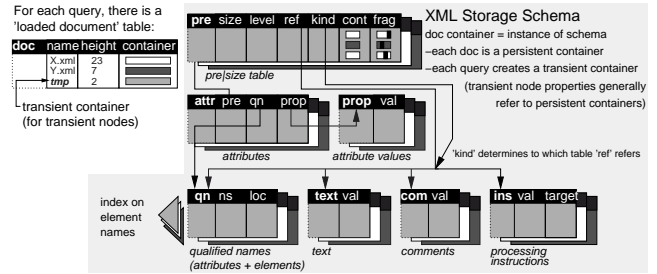 For each query, there is a
'loaded document' table:
doc name height container
X.xml 23
Y.xml 7
tmp 2
transient container
(for transient nodes)
pre size level ref kind cont frag
pre|size table
XML Storage Schema
doc container = instance of schema
–each doc is a persistent container
–each query creates a transient container
(transient node properties generally
refer to persistent containers)
attr pre qn prop
attributes
prop val
attribute values
'kind' determines to which table 'ref' refers
index on
element
names
qn ns loc
qualified names
(attributes + elements)
text val
text
com val
comments
ins val target
processing
instructions